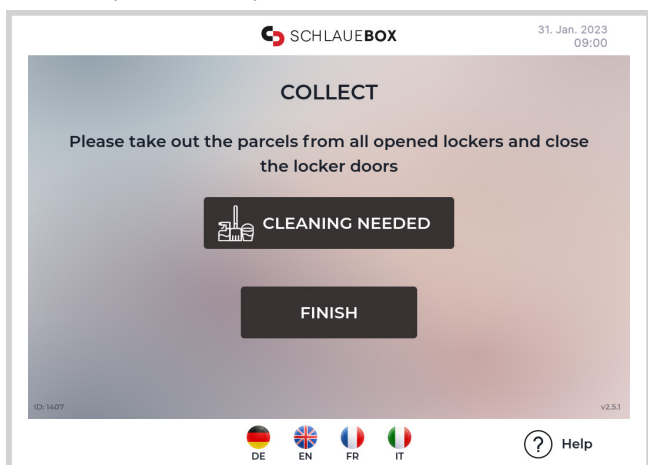 SCHLAUEBOX
31. Jan. 2023
09:00
COLLECT
Please take out the parcels from all opened lockers and close
the locker doors
CLEANING NEEDED
FINISH
ID: 1407
v2.5.1
DE EN FR IT
? Help